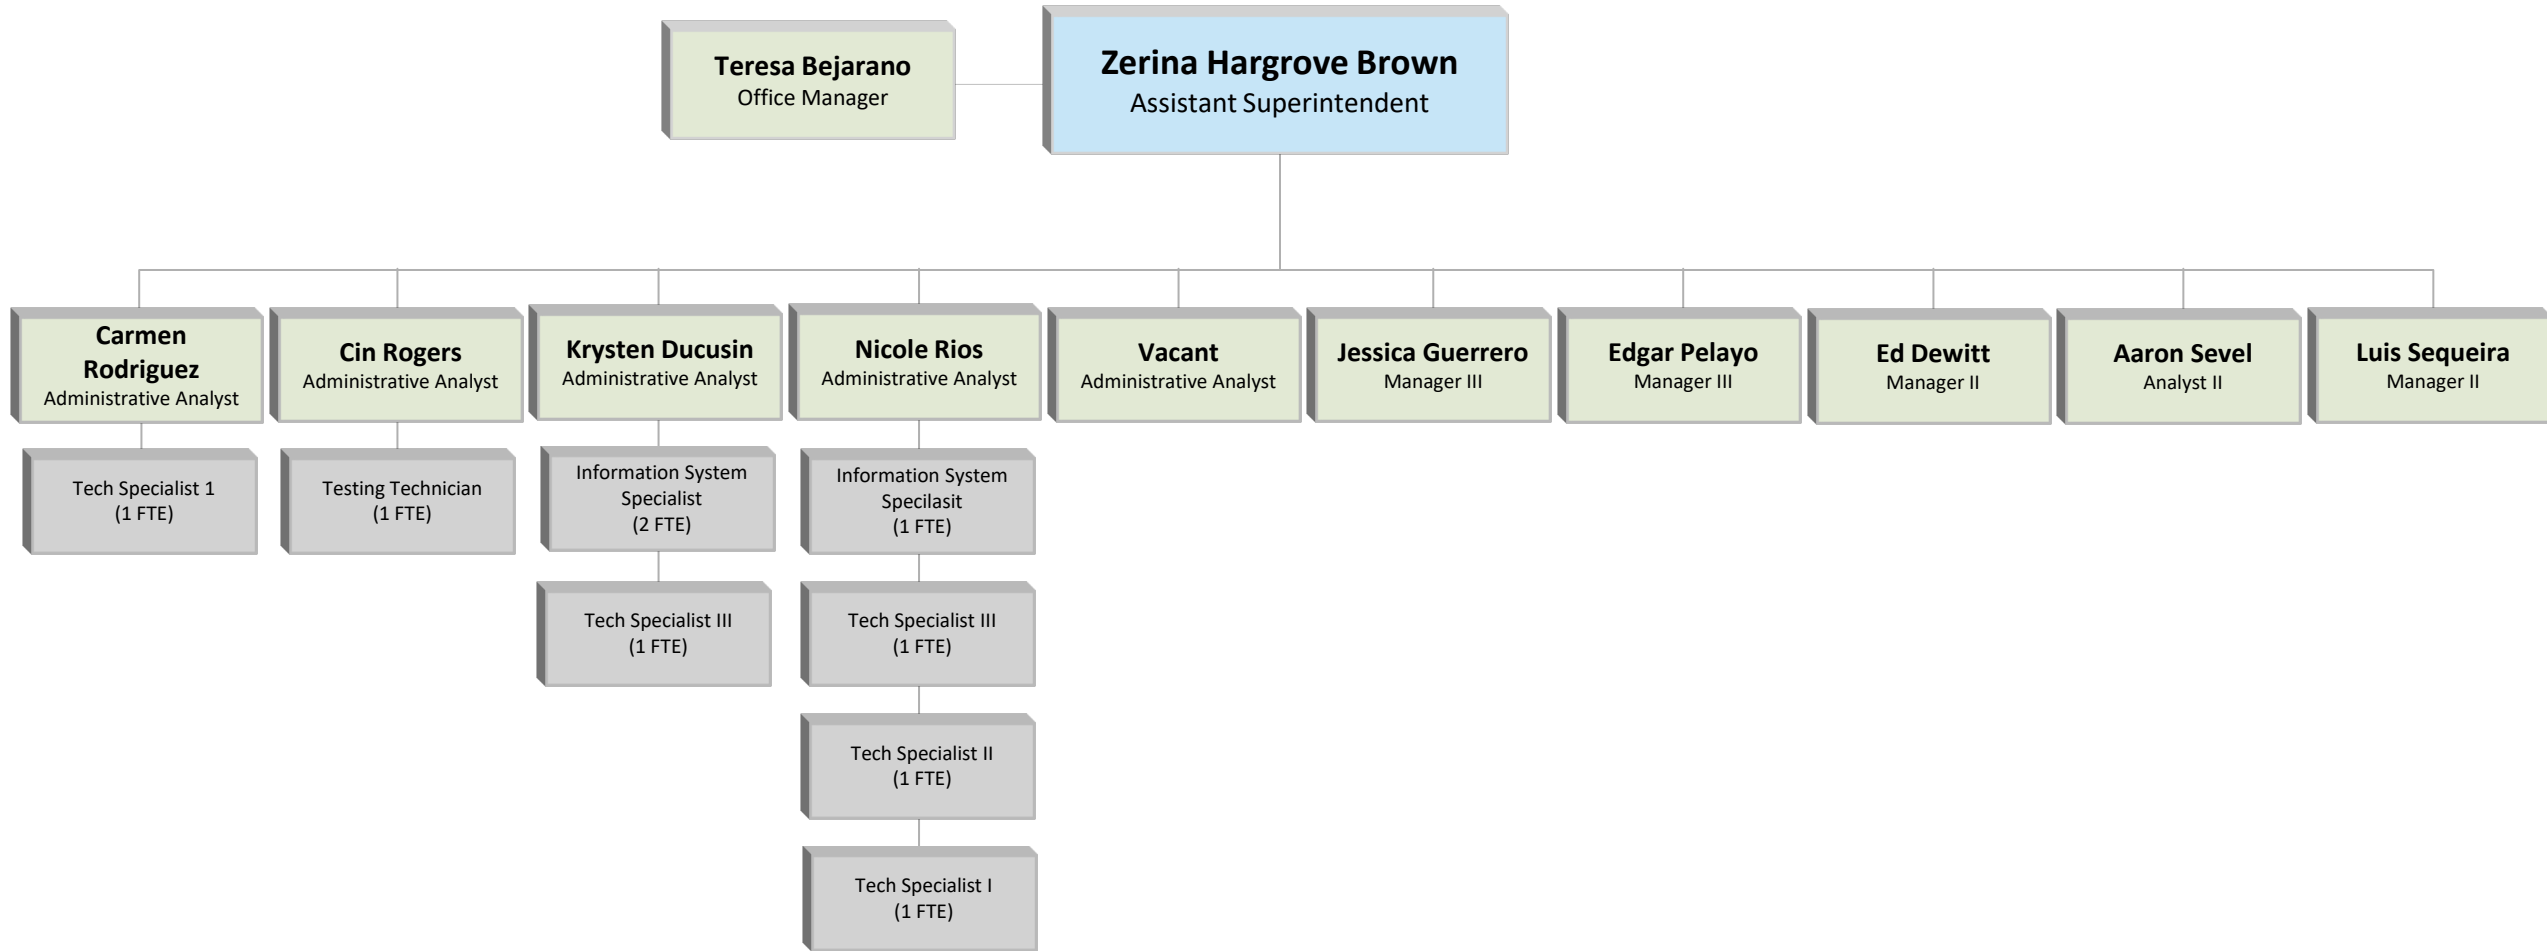 Teresa Bejarano
Office Manager
Zerina Hargrove Brown
Assistant Superintendent
Carmen
Rodriguez
Administrative Analyst
Cin Rogers
Administrative Analyst
Krysten Ducusin
Administrative Analyst
Nicole Rios
Administrative Analyst
Vacant
Administrative Analyst
Jessica Guerrero
Manager III
Edgar Pelayo
Manager III
Ed Dewitt
Manager II
Aaron Sevel
Analyst II
Luis Sequeira
Manager II
Tech Specialist 1
(1 FTE)
Testing Technician
(1 FTE)
Information System
Specialist
(2 FTE)
Information System
Specilasit
(1 FTE)
Tech Specialist III
(1 FTE)
Tech Specialist III
(1 FTE)
Tech Specialist II
(1 FTE)
Tech Specialist I
(1 FTE)